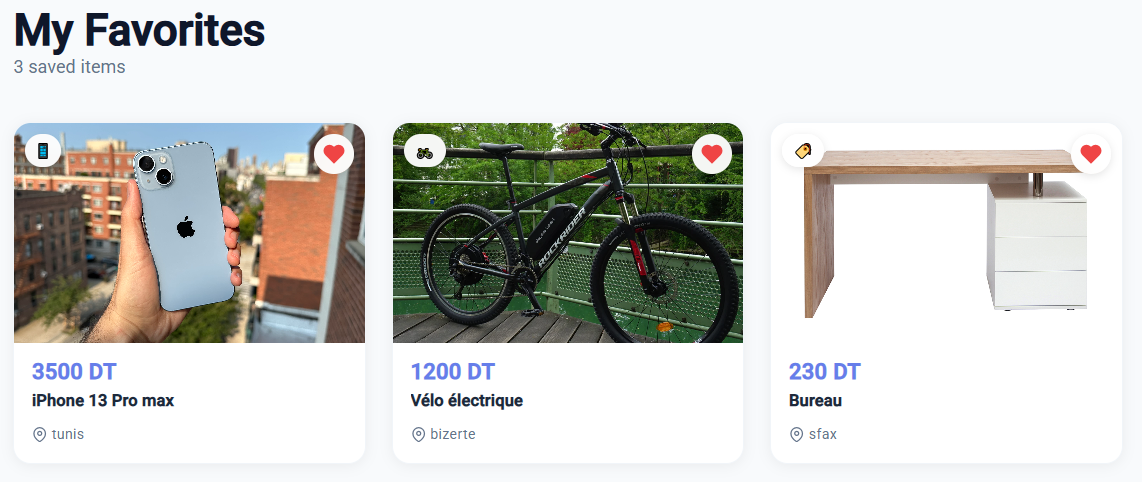 My Favorites
3 saved items
ROCKRIDER
3500 DT
iPhone 13 Pro max
tunis
1200 DT
Vélo électrique
bizerte
230 DT
Bureau
sfax